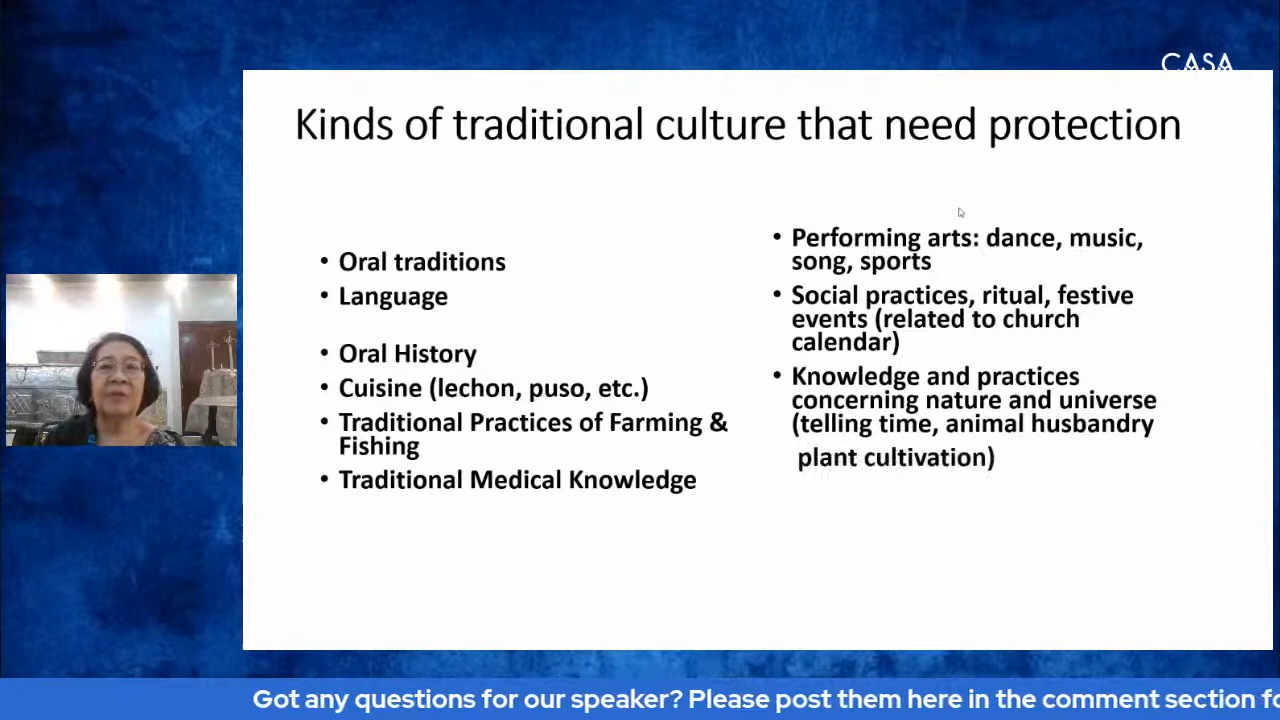 CASA
Kinds of traditional culture that need protection
• Oral traditions
• Language
• Oral History
• Cuisine (lechon, puso, etc.)
• Traditional Practices of Farming &
Fishing
• Traditional Medical Knowledge
• Performing arts: dance, music,
song, sports
• Social practices, ritual, festive
events (related to church
calendar)
• Knowledge and practices
concerning nature and universe
(telling time, animal husbandry
plant cultivation)
Got any questions for our speaker? Please post them here in the comment section fo